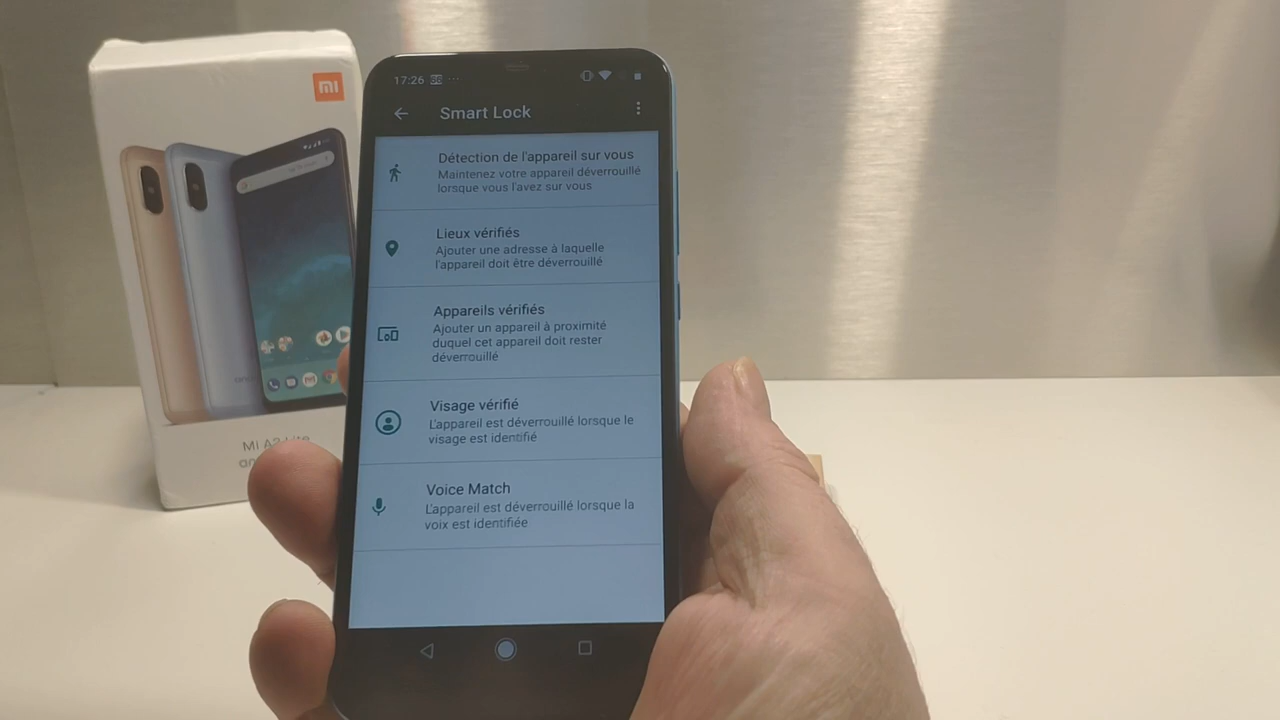 mi
17:26
Smart Lock
Détection de l'appareil sur vous
Maintenez votre appareil déverrouillé
lorsque vous l'avez sur vous
Lieux vérifiés
Ajouter une adresse à laquelle
l'appareil doit être déverrouillé
Appareils vérifiés
Ajouter un appareil à proximité
duquel cet appareil doit rester
déverrouillé
Visage vérifié
L'appareil est déverrouillé lorsque le
visage est identifié
Voice Match
L'appareil est déverrouillé lorsque la
voix est identifiée
Mi A2 Lite